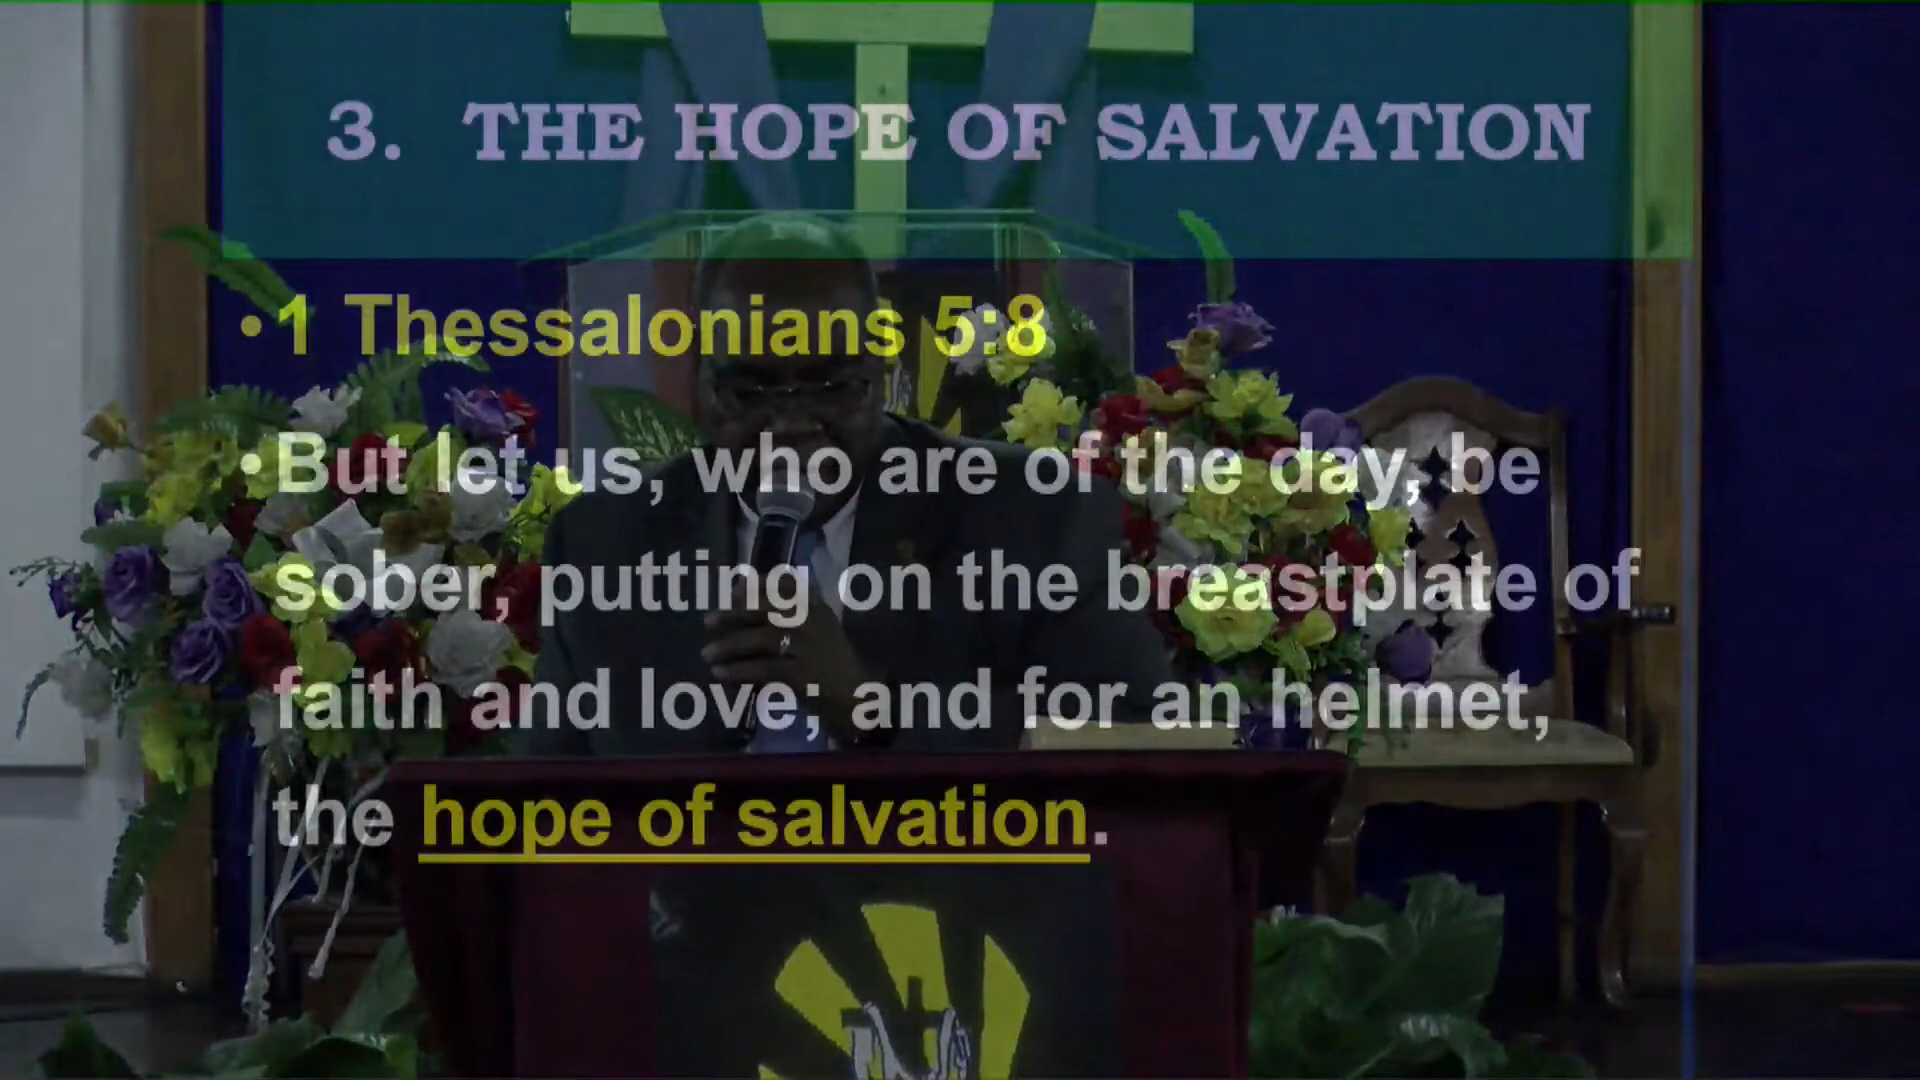 3. THE HOPE OF SALVATION
•1 Thessalonians 5:8
•But let us, who are of the day, be
sober, putting on the breastplate of
faith and love; and for an helmet,
the hope of salvation.